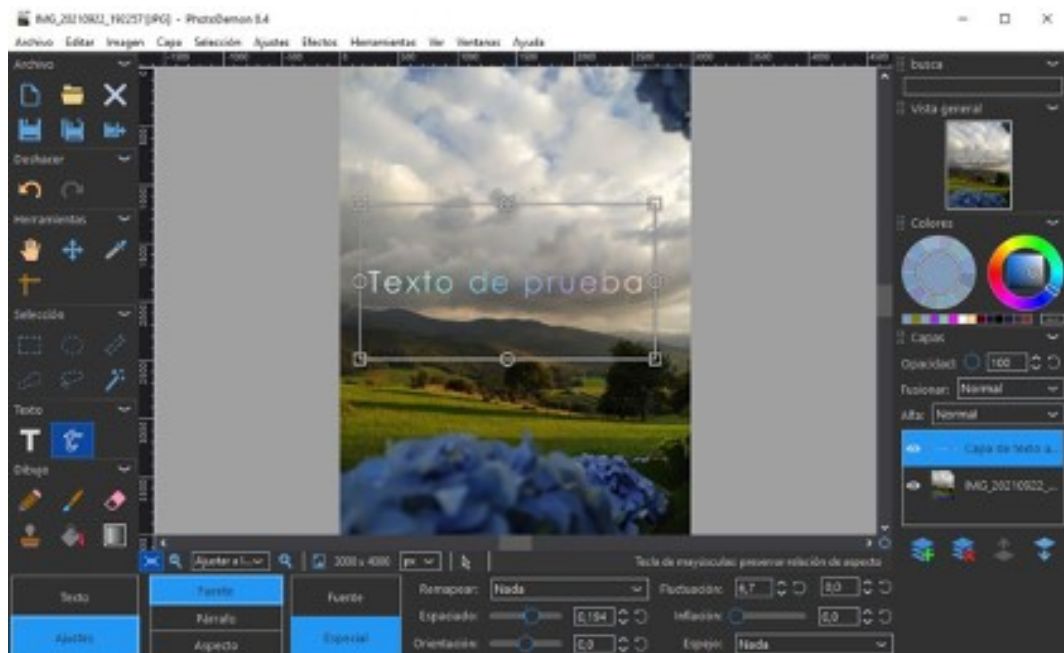 IMG_20210922_192257 [JPG] - PhotoDemon 8.4
Archivo Editar Imagen Capa Selección Ajustes Efectos Herramientas Ver Ventanas Ayuda
Archivo
Deshacer
Herramientas
Selección
Texto
Dibujo
Texto de prueba
busca
Vista general
Colores
Capas
Opacidad: 100
Fusionar: Normal
Alfa: Normal
Capa de texto a...
IMG_20210922_...
Ajustar a l... px
Tecla de mayúsculas: preservar relación de aspecto
Texto
Ajustes
Fuente
Párrafo
Aspecto
Fuente
Especial
Remapear: Nada
Espaciado: 0,194
Orientación: 0,0
Fluctuación: 6,7 0,0
Inflación: 0,0
Espejo: Nada